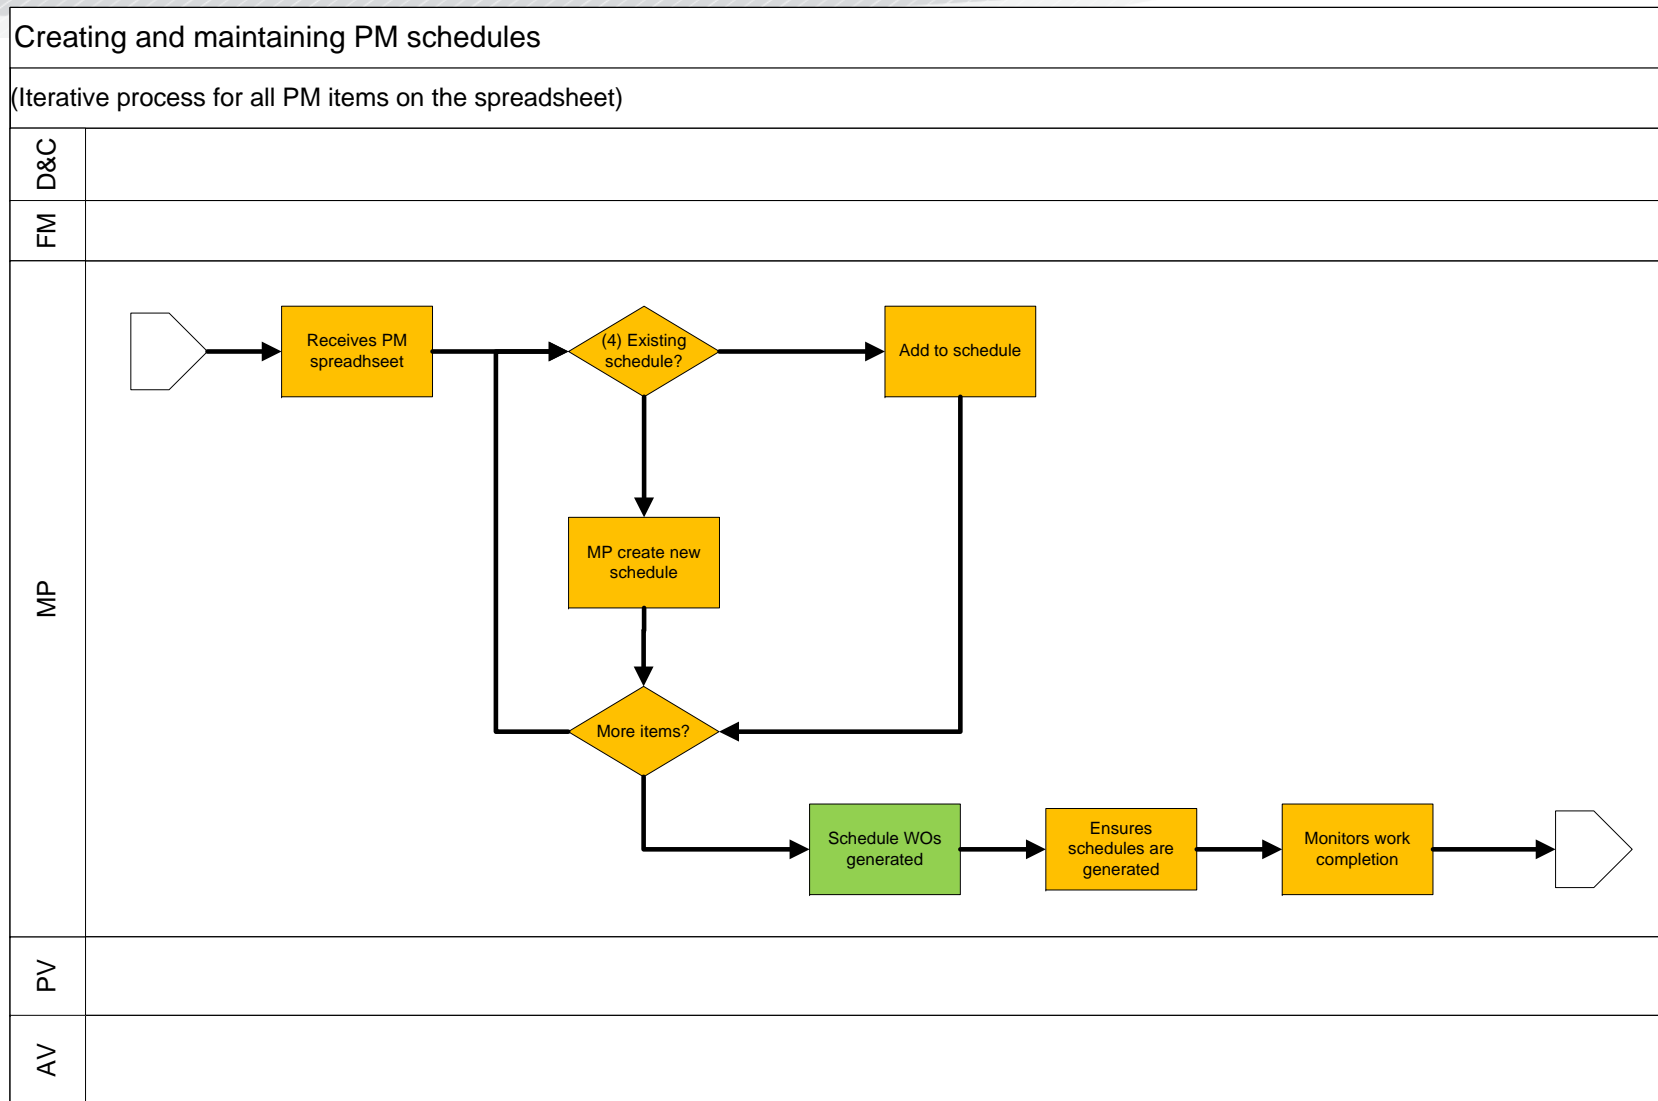 Creating and maintaining PM schedules
(Iterative process for all PM items on the spreadsheet)
D&C
FM
MP
Receives PM
spreadhseet
(4) Existing
schedule?
Add to schedule
MP create new
schedule
More items?
Schedule WOs
generated
Ensures
schedules are
generated
Monitors work
completion
PV
AV